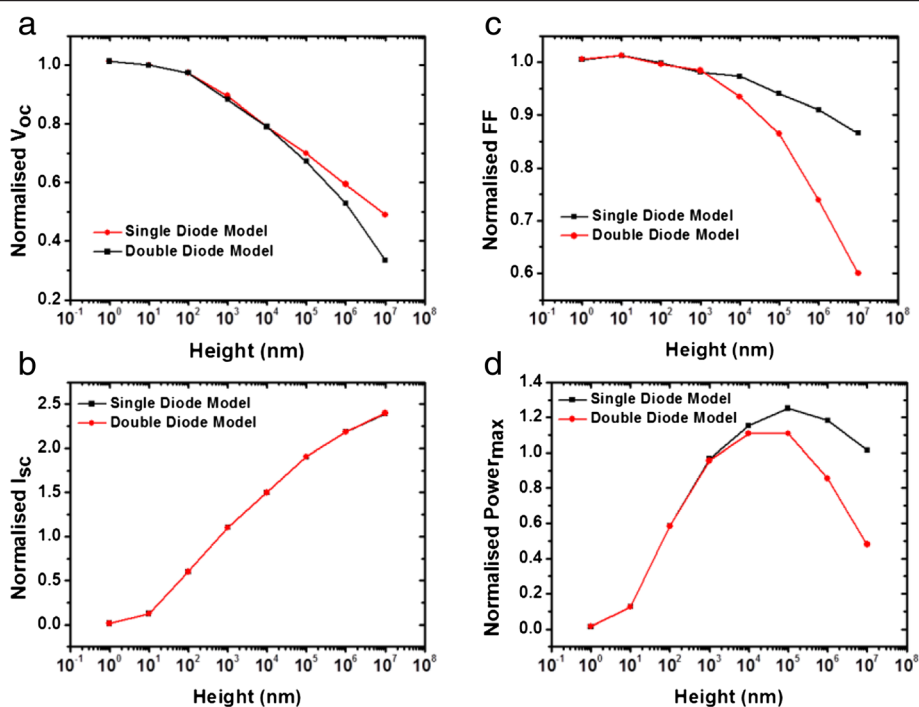 a
Normalised Voc
1.0
0.8
0.6
0.4
0.2
Single Diode Model
Double Diode Model
10-1 100 101 102 103 104 105 106 107 108
Height (nm)
c
Normalised FF
1.0
0.9
0.8
0.7
0.6
Single Diode Model
Double Diode Model
10-1 100 101 102 103 104 105 106 107 108
Height (nm)
b
Normalised Isc
2.5
2.0
1.5
1.0
0.5
0.0
Single Diode Model
Double Diode Model
10-1 100 101 102 103 104 105 106 107 108
Height (nm)
d
Normalised Powermax
1.4
1.2
1.0
0.8
0.6
0.4
0.2
0.0
Single Diode Model
Double Diode Model
10-1 100 101 102 103 104 105 106 107 108
Height (nm)